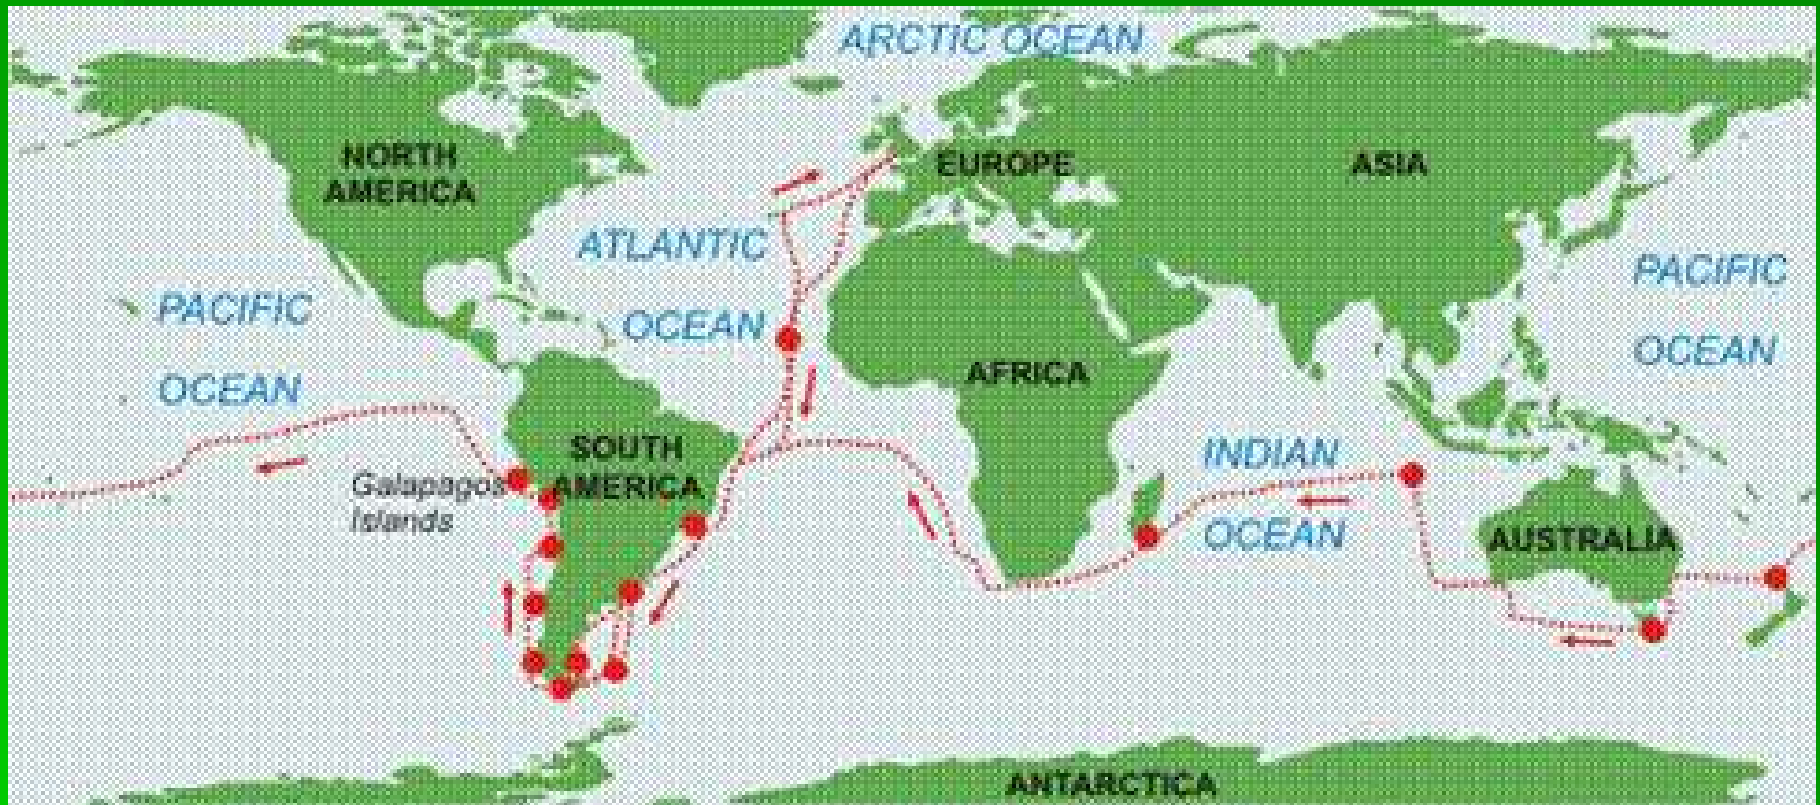 ARCTIC OCEAN
NORTH
AMERICA
EUROPE
ASIA
ATLANTIC
OCEAN
PACIFIC
OCEAN
PACIFIC
OCEAN
AFRICA
SOUTH
AMERICA
Galapagos
Islands
INDIAN
OCEAN
AUSTRALIA
ANTARCTICA